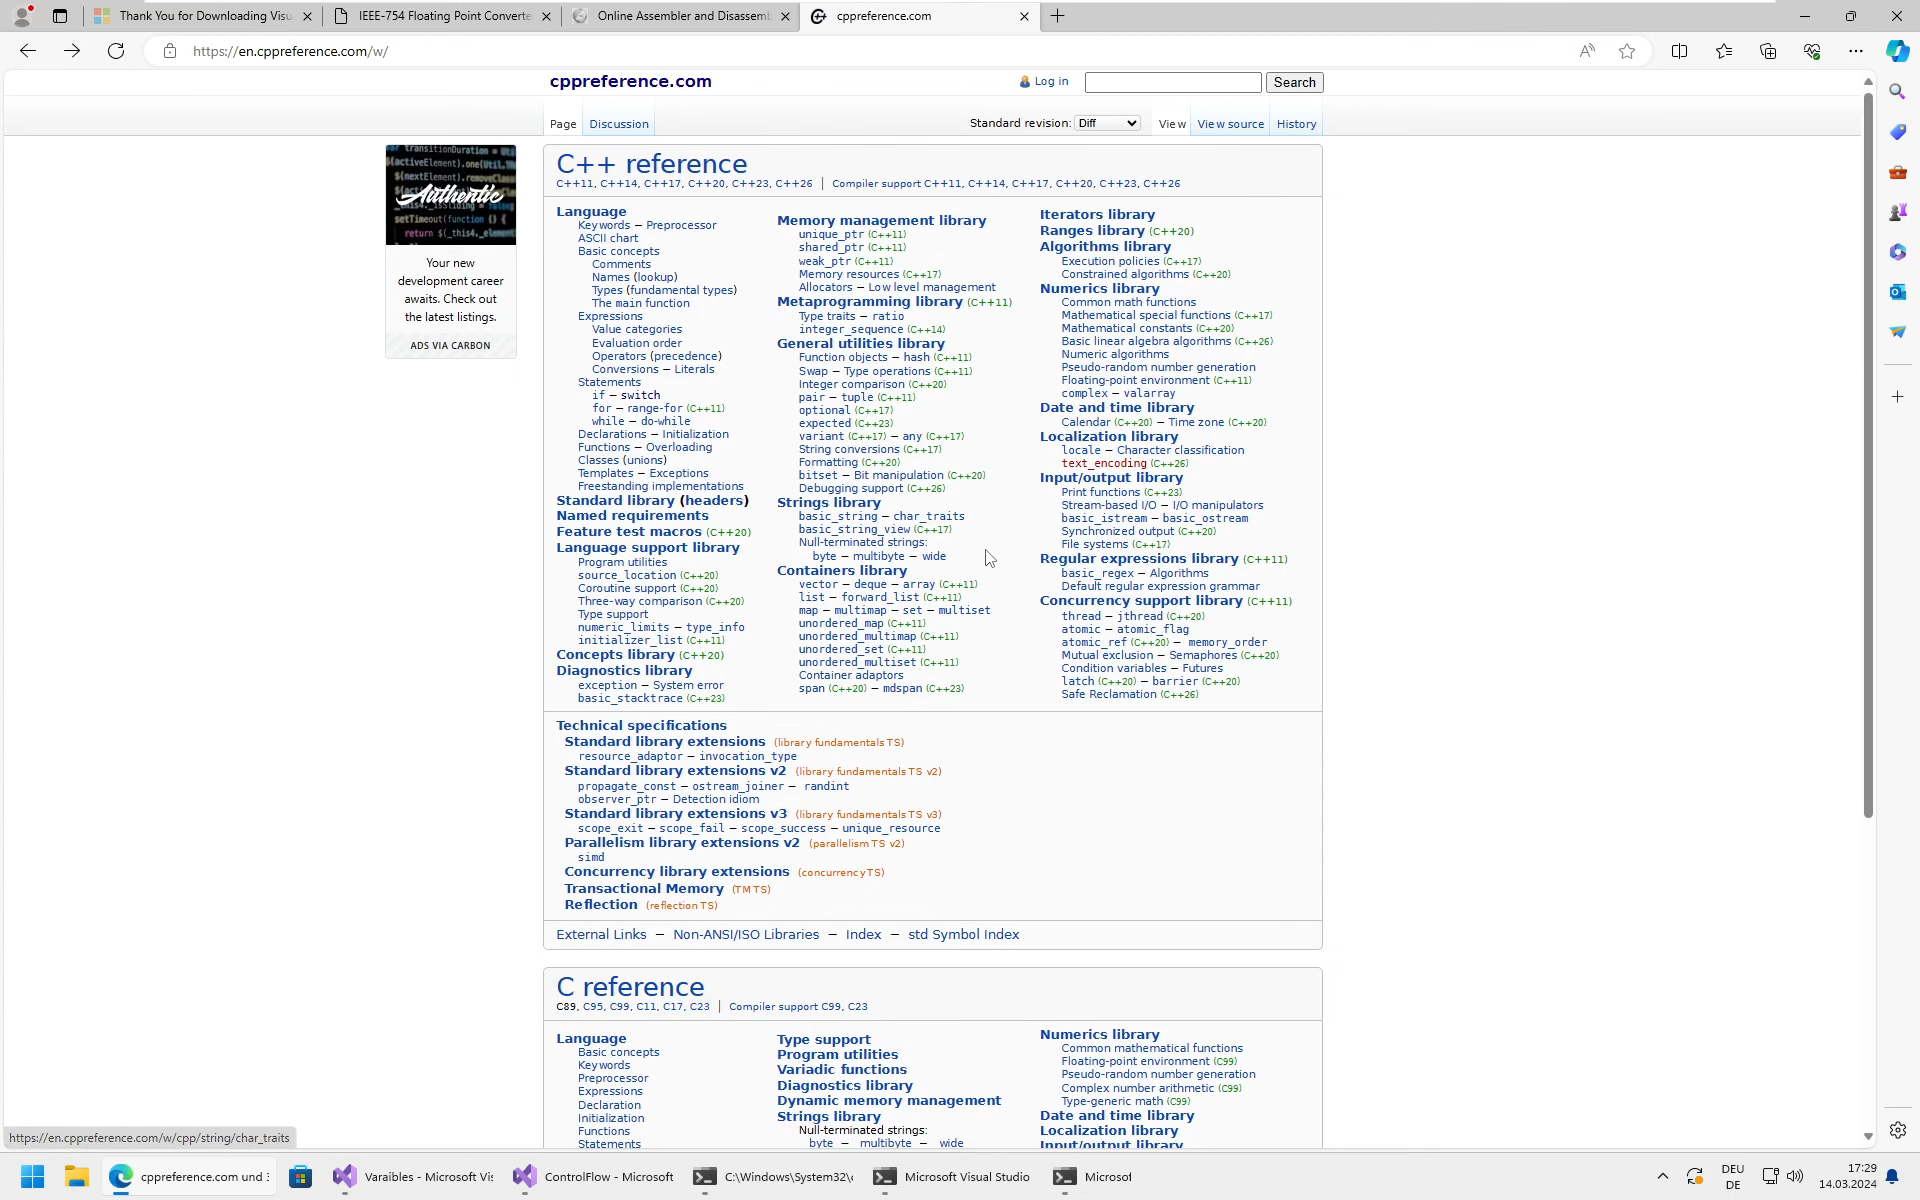 Thank You for Downloading Visu
IEEE-754 Floating Point Converte
Online Assembler and Disassemb
cppreference.com
https://en.cppreference.com/w/
cppreference.com
Log in
Search
Page
Discussion
Standard revision: Diff
View
View source
History
Authentic
Your new
development career
awaits. Check out
the latest listings.
ADS VIA CARBON
C++ reference
C++11, C++14, C++17, C++20, C++23, C++26 | Compiler support C++11, C++14, C++17, C++20, C++23, C++26
Language
Keywords − Preprocessor
ASCII chart
Basic concepts
Comments
Names (lookup)
Types (fundamental types)
The main function
Expressions
Value categories
Evaluation order
Operators (precedence)
Conversions − Literals
Statements
if − switch
for − range-for (C++11)
while − do-while
Declarations − Initialization
Functions − Overloading
Classes (unions)
Templates − Exceptions
Freestanding implementations
Standard library (headers)
Named requirements
Feature test macros (C++20)
Language support library
Program utilities
source_location (C++20)
Coroutine support (C++20)
Three-way comparison (C++20)
Type support
numeric_limits − type_info
initializer_list (C++11)
Concepts library (C++20)
Diagnostics library
exception − System error
basic_stacktrace (C++23)
Memory management library
unique_ptr (C++11)
shared_ptr (C++11)
weak_ptr (C++11)
Memory resources (C++17)
Allocators − Low level management
Metaprogramming library (C++11)
Type traits − ratio
integer_sequence (C++14)
General utilities library
Function objects − hash (C++11)
Swap − Type operations (C++11)
Integer comparison (C++20)
pair − tuple (C++11)
optional (C++17)
expected (C++23)
variant (C++17) − any (C++17)
String conversions (C++17)
Formatting (C++20)
bitset − Bit manipulation (C++20)
Debugging support (C++26)
Strings library
basic_string − char_traits
basic_string_view (C++17)
Null-terminated strings:
byte − multibyte − wide
Containers library
vector − deque − array (C++11)
list − forward_list (C++11)
map − multimap − set − multiset
unordered_map (C++11)
unordered_multimap (C++11)
unordered_set (C++11)
unordered_multiset (C++11)
Container adaptors
span (C++20) − mdspan (C++23)
Iterators library
Ranges library (C++20)
Algorithms library
Execution policies (C++17)
Constrained algorithms (C++20)
Numerics library
Common math functions
Mathematical special functions (C++17)
Mathematical constants (C++20)
Basic linear algebra algorithms (C++26)
Numeric algorithms
Pseudo-random number generation
Floating-point environment (C++11)
complex − valarray
Date and time library
Calendar (C++20) − Time zone (C++20)
Localization library
locale − Character classification
text_encoding (C++26)
Input/output library
Print functions (C++23)
Stream-based I/O − I/O manipulators
basic_istream − basic_ostream
Synchronized output (C++20)
File systems (C++17)
Regular expressions library (C++11)
basic_regex − Algorithms
Default regular expression grammar
Concurrency support library (C++11)
thread − jthread (C++20)
atomic − atomic_flag
atomic_ref (C++20) − memory_order
Mutual exclusion − Semaphores (C++20)
Condition variables − Futures
latch (C++20) − barrier (C++20)
Safe Reclamation (C++26)
Technical specifications
Standard library extensions (library fundamentals TS)
resource_adaptor − invocation_type
Standard library extensions v2 (library fundamentals TS v2)
propagate_const − ostream_joiner − randint
observer_ptr − Detection idiom
Standard library extensions v3 (library fundamentals TS v3)
scope_exit − scope_fail − scope_success − unique_resource
Parallelism library extensions v2 (parallelism TS v2)
simd
Concurrency library extensions (concurrency TS)
Transactional Memory (TM TS)
Reflection (reflection TS)
External Links − Non-ANSI/ISO Libraries − Index − std Symbol Index
C reference
C89, C95, C99, C11, C17, C23 | Compiler support C99, C23
Language
Basic concepts
Keywords
Preprocessor
Expressions
Declaration
Initialization
Functions
Statements
Type support
Program utilities
Variadic functions
Diagnostics library
Dynamic memory management
Strings library
Null-terminated strings:
byte − multibyte − wide
Numerics library
Common mathematical functions
Floating-point environment (C99)
Pseudo-random number generation
Complex number arithmetic (C99)
Type-generic math (C99)
Date and time library
Localization library
Input/output library
https://en.cppreference.com/w/cpp/string/char_traits
cppreference.com und
Varaibles - Microsoft Vis
ControlFlow - Microsoft
C:\Windows\System32\
Microsoft Visual Studio
Microsof
DEU
DE
17:29
14.03.2024